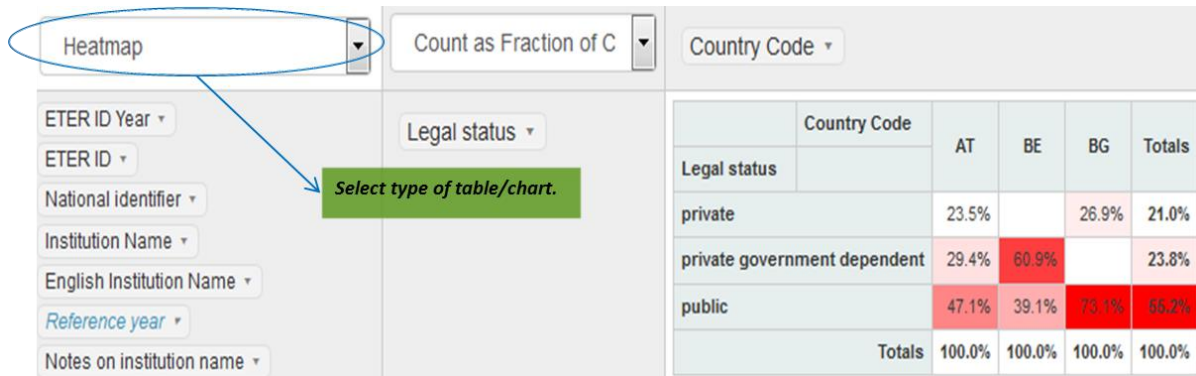 Heatmap
Count as Fraction of C
Country Code
ETER ID Year
ETER ID
National identifier
Institution Name
English Institution Name
Reference year
Notes on institution name
Legal status
Select type of table/chart.
Country Code AT BE BG Totals
Legal status
private 23.5% 26.9% 21.0%
private government dependent 29.4% 60.9% 23.8%
public 47.1% 39.1% 73.1% 55.2%
Totals 100.0% 100.0% 100.0% 100.0%